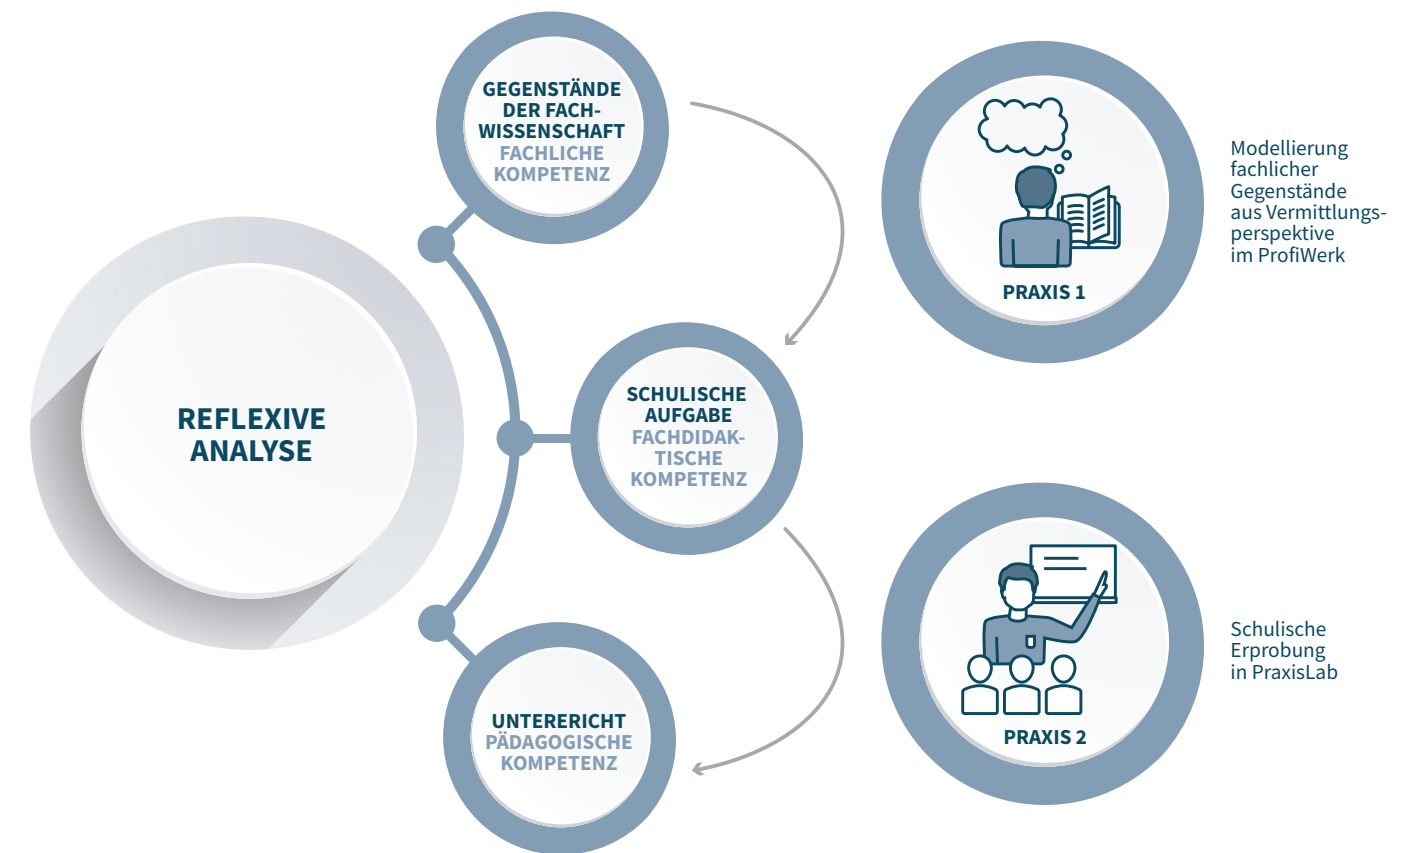 REFLEXIVE
ANALYSE
GEGENSTÄNDE
DER FACH-
WISSENSCHAFT
FACHLICHE
KOMPETENZ
SCHULISCHE
AUFGABE
FACHDIDAK-
TISCHE
KOMPETENZ
UNTERERICHT
PÄDAGOGISCHE
KOMPETENZ
PRAXIS 1
Modellierung
fachlicher
Gegenstände
aus Vermittlungs-
perspektive
im ProfiWerk
PRAXIS 2
Schulische
Erprobung
in PraxisLab